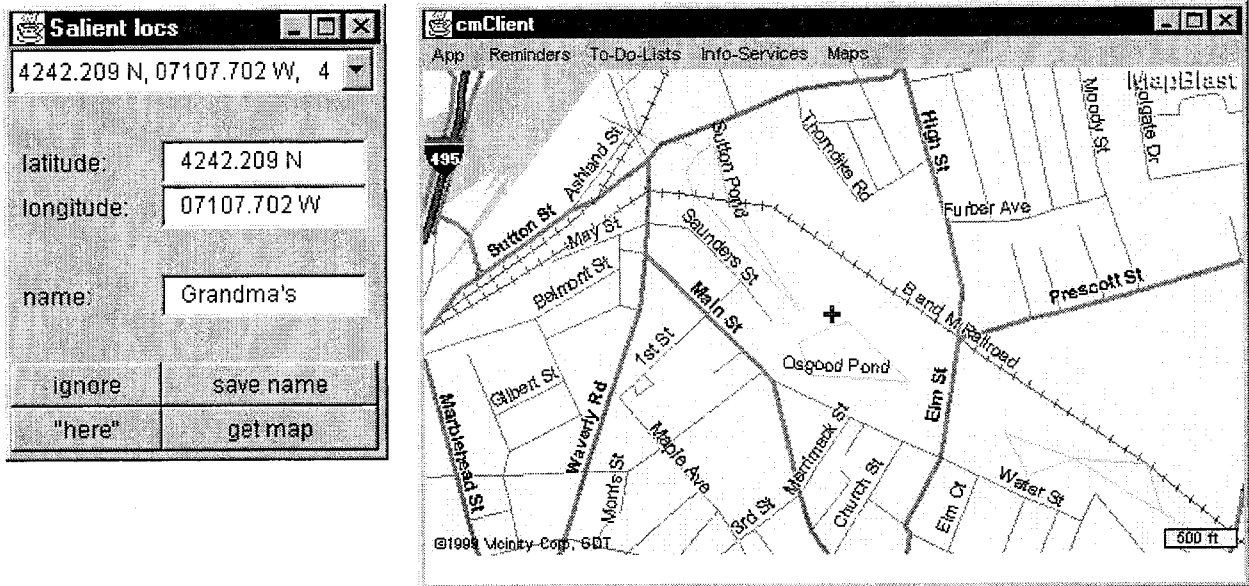 Salient locs
4242.209 N, 07107.702 W, 4
latitude: 4242.209 N
longitude: 07107.702 W
name: Grandma's
ignore save name
"here" get map
cmClient
App Reminders To-Do-Lists Info-Services Maps
MapBlast
495
Ashland St
Sutton St
Sutton Pond
Thorndike Rd
High St
Moody St
Colgate Dr
May St
Saunders St
Furber Ave
Belmont St
Main St
B and M Railroad
Prescott St
1st St
Osgood Pond
Gilbert St
Waverly Rd
Elm St
Marblehead St
Maple Ave
Merrimack St
Morris St
3rd St
Church St
Elm Ct
Water St
©1999 Vicinity Corp, GDT
500 ft